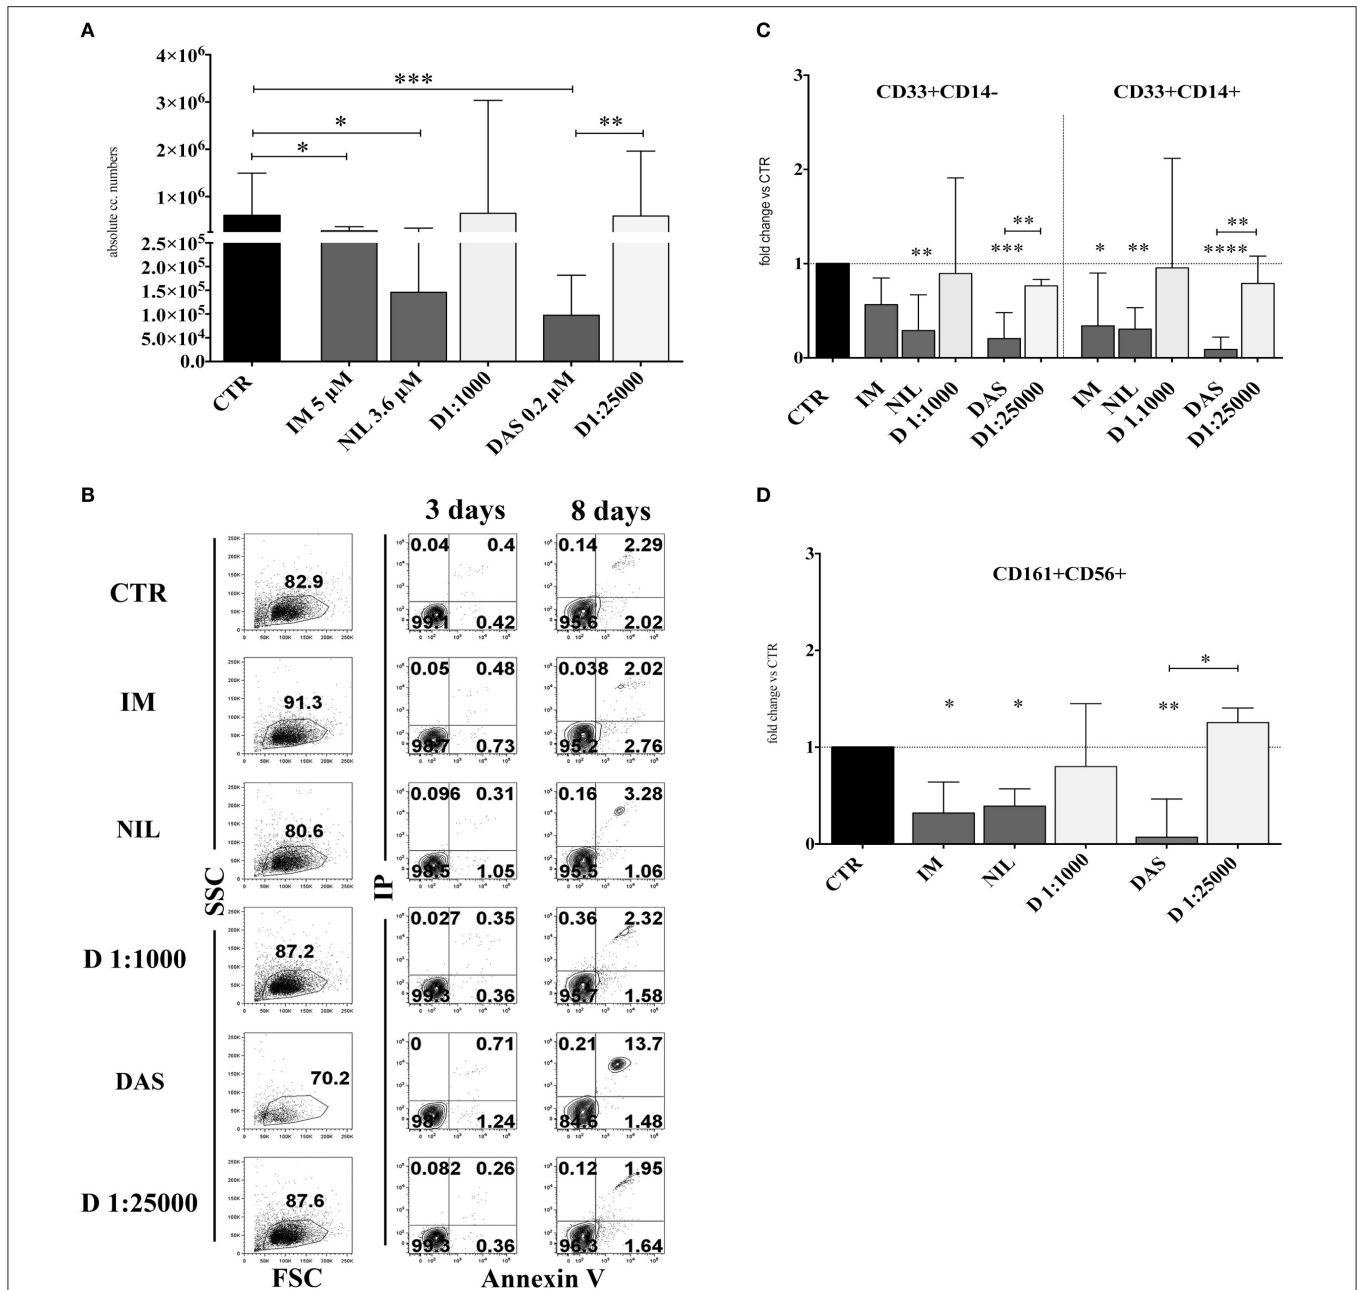 A
4×10⁶
3×10⁶
2×10⁶
1×10⁶
2.5×10⁵
2.0×10⁵
1.5×10⁵
1.0×10⁵
5.0×10⁴
0.0
absolute cc. numbers
***
*
*
**
CTR
IM 5 µM
NIL 3.6 µM
D1:1000
DAS 0.2 µM
D1:25000
C
3
2
1
0
fold change vs CTR
CD33+CD14-
CD33+CD14+
**
***
**
*
**
****
**
CTR
IM
NIL
D 1:1000
DAS
D1:25000
IM
NIL
D 1.1000
DAS
D1:25000
B
3 days
8 days
CTR
82.9
0.04 0.4
99.1 0.42
0.14 2.29
95.6 2.02
IM
91.3
0.05 0.48
98.7 0.73
0.038 2.02
95.2 2.76
NIL
80.6
0.096 0.31
98.5 1.05
0.16 3.28
95.5 1.06
D 1:1000
87.2
0.027 0.35
99.3 0.36
0.36 2.32
95.7 1.58
DAS
70.2
0 0.71
98 1.24
0.21 13.7
84.6 1.48
D 1:25000
87.6
0.082 0.26
99.3 0.36
0.12 1.95
96.3 1.64
SSC
IP
FSC
Annexin V
D
3
2
1
0
fold change vs CTR
CD161+CD56+
*
*
**
*
CTR
IM
NIL
D 1:1000
DAS
D 1:25000